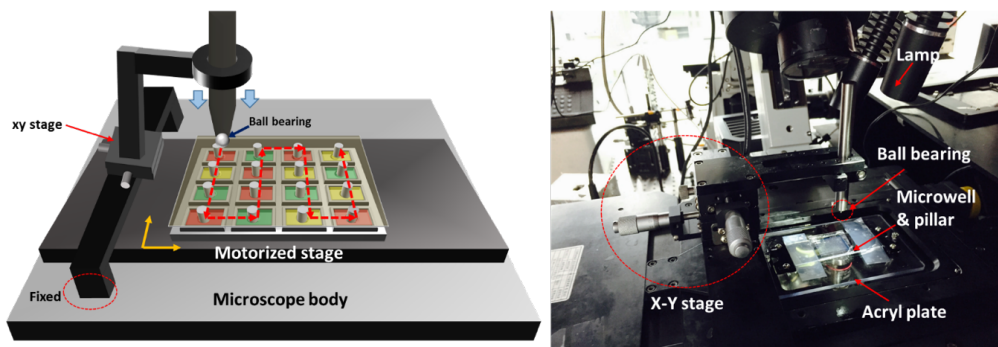 xy stage
Ball bearing
Motorized stage
Fixed
Microscope body
Lamp
Ball bearing
Microwell
& pillar
X-Y stage
Acryl plate